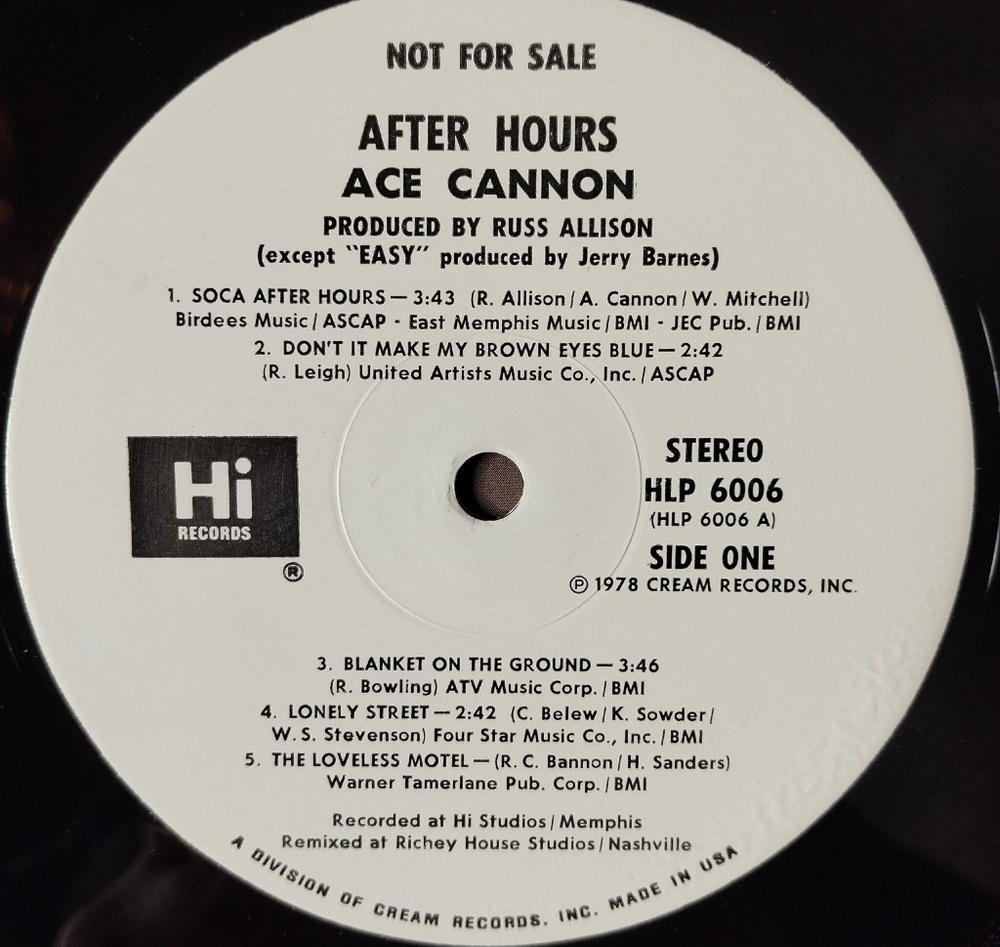 NOT FOR SALE
AFTER HOURS
ACE CANNON
PRODUCED BY RUSS ALLISON
(except "EASY" produced by Jerry Barnes)
1. SOCA AFTER HOURS — 3:43 (R. Allison / A. Cannon / W. Mitchell)
Birdees Music / ASCAP - East Memphis Music / BMI - JEC Pub. / BMI
2. DON'T IT MAKE MY BROWN EYES BLUE — 2:42
(R. Leigh) United Artists Music Co., Inc. / ASCAP
Hi
RECORDS
®
STEREO
HLP 6006
(HLP 6006 A)
SIDE ONE
℗ 1978 CREAM RECORDS, INC.
3. BLANKET ON THE GROUND — 3:46
(R. Bowling) ATV Music Corp. / BMI
4. LONELY STREET — 2:42 (C. Belew / K. Sowder /
W. S. Stevenson) Four Star Music Co., Inc. / BMI
5. THE LOVELESS MOTEL — (R. C. Bannon / H. Sanders)
Warner Tamerlane Pub. Corp. / BMI
Recorded at Hi Studios / Memphis
Remixed at Richey House Studios / Nashville
A DIVISION OF CREAM RECORDS. INC. MADE IN USA